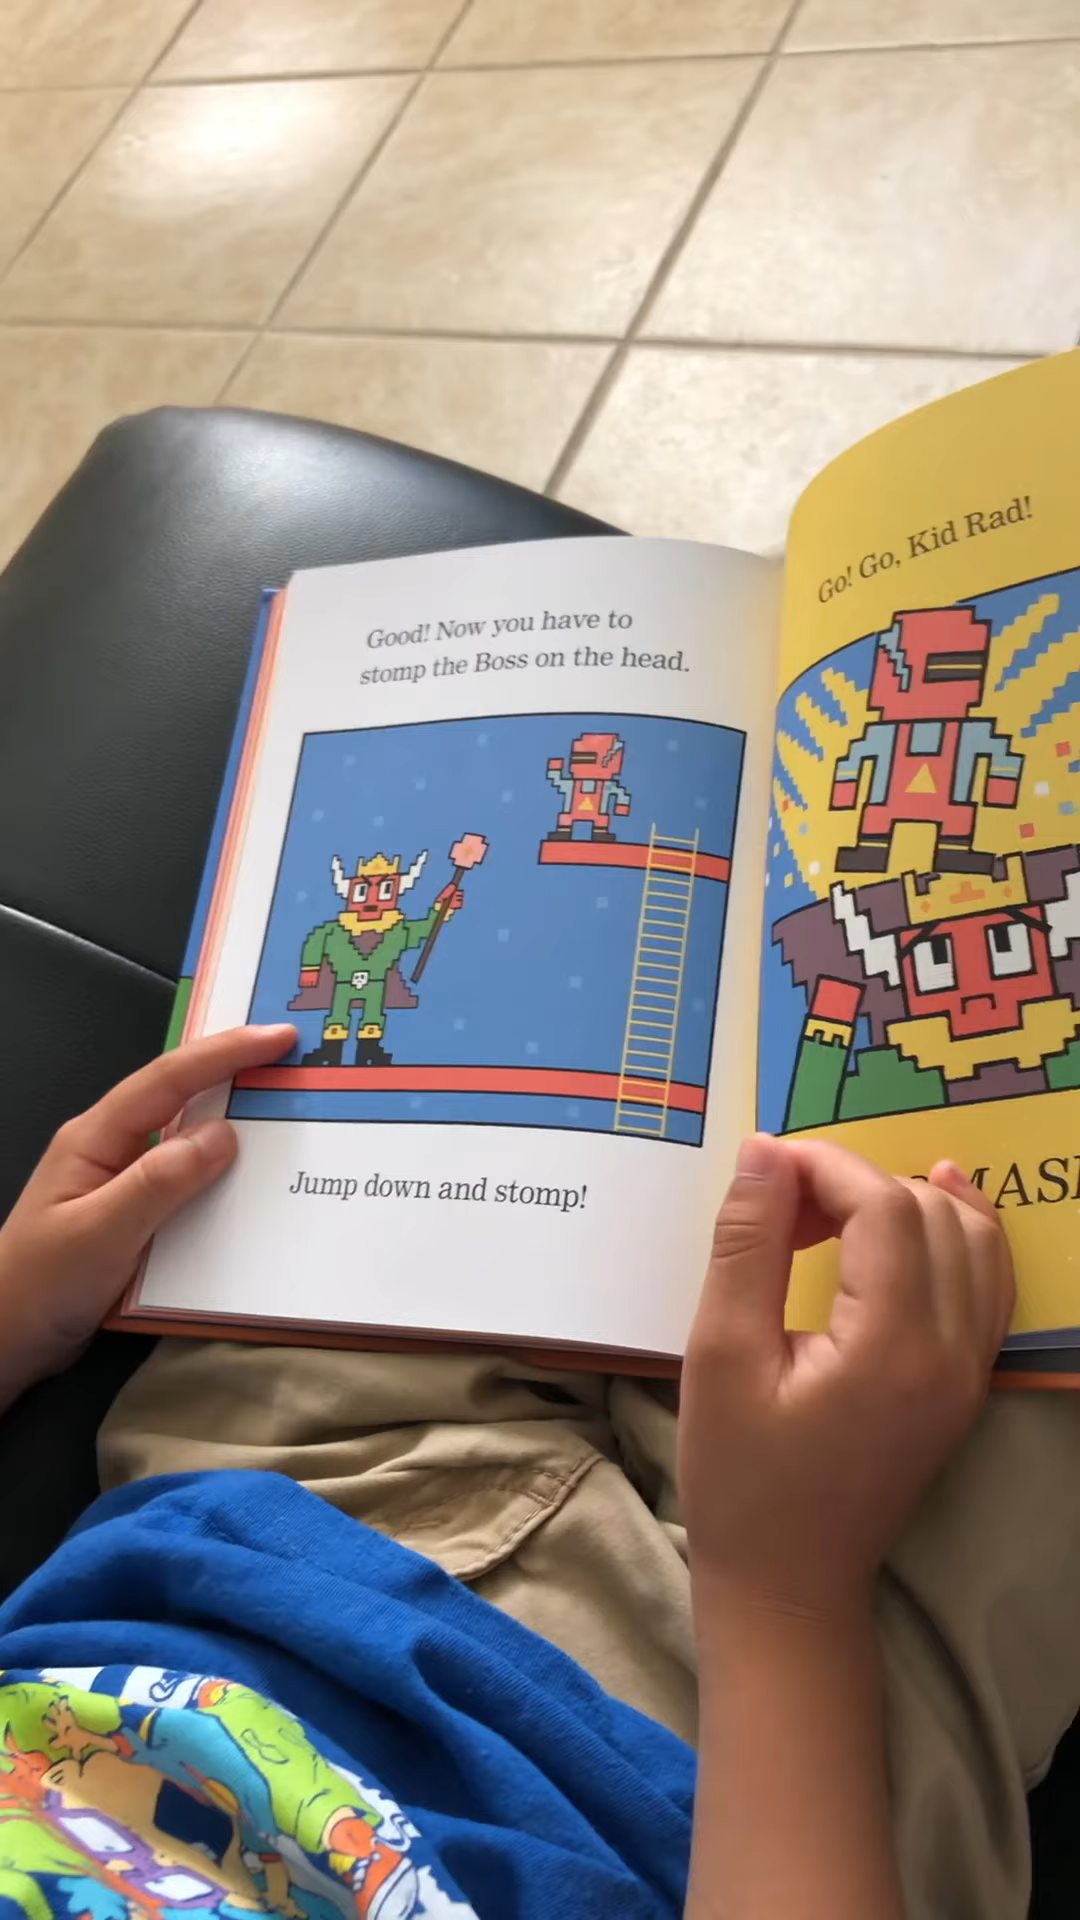 Good! Now you have to
stomp the Boss on the head.
Jump down and stomp!
Go! Go, Kid Rad!